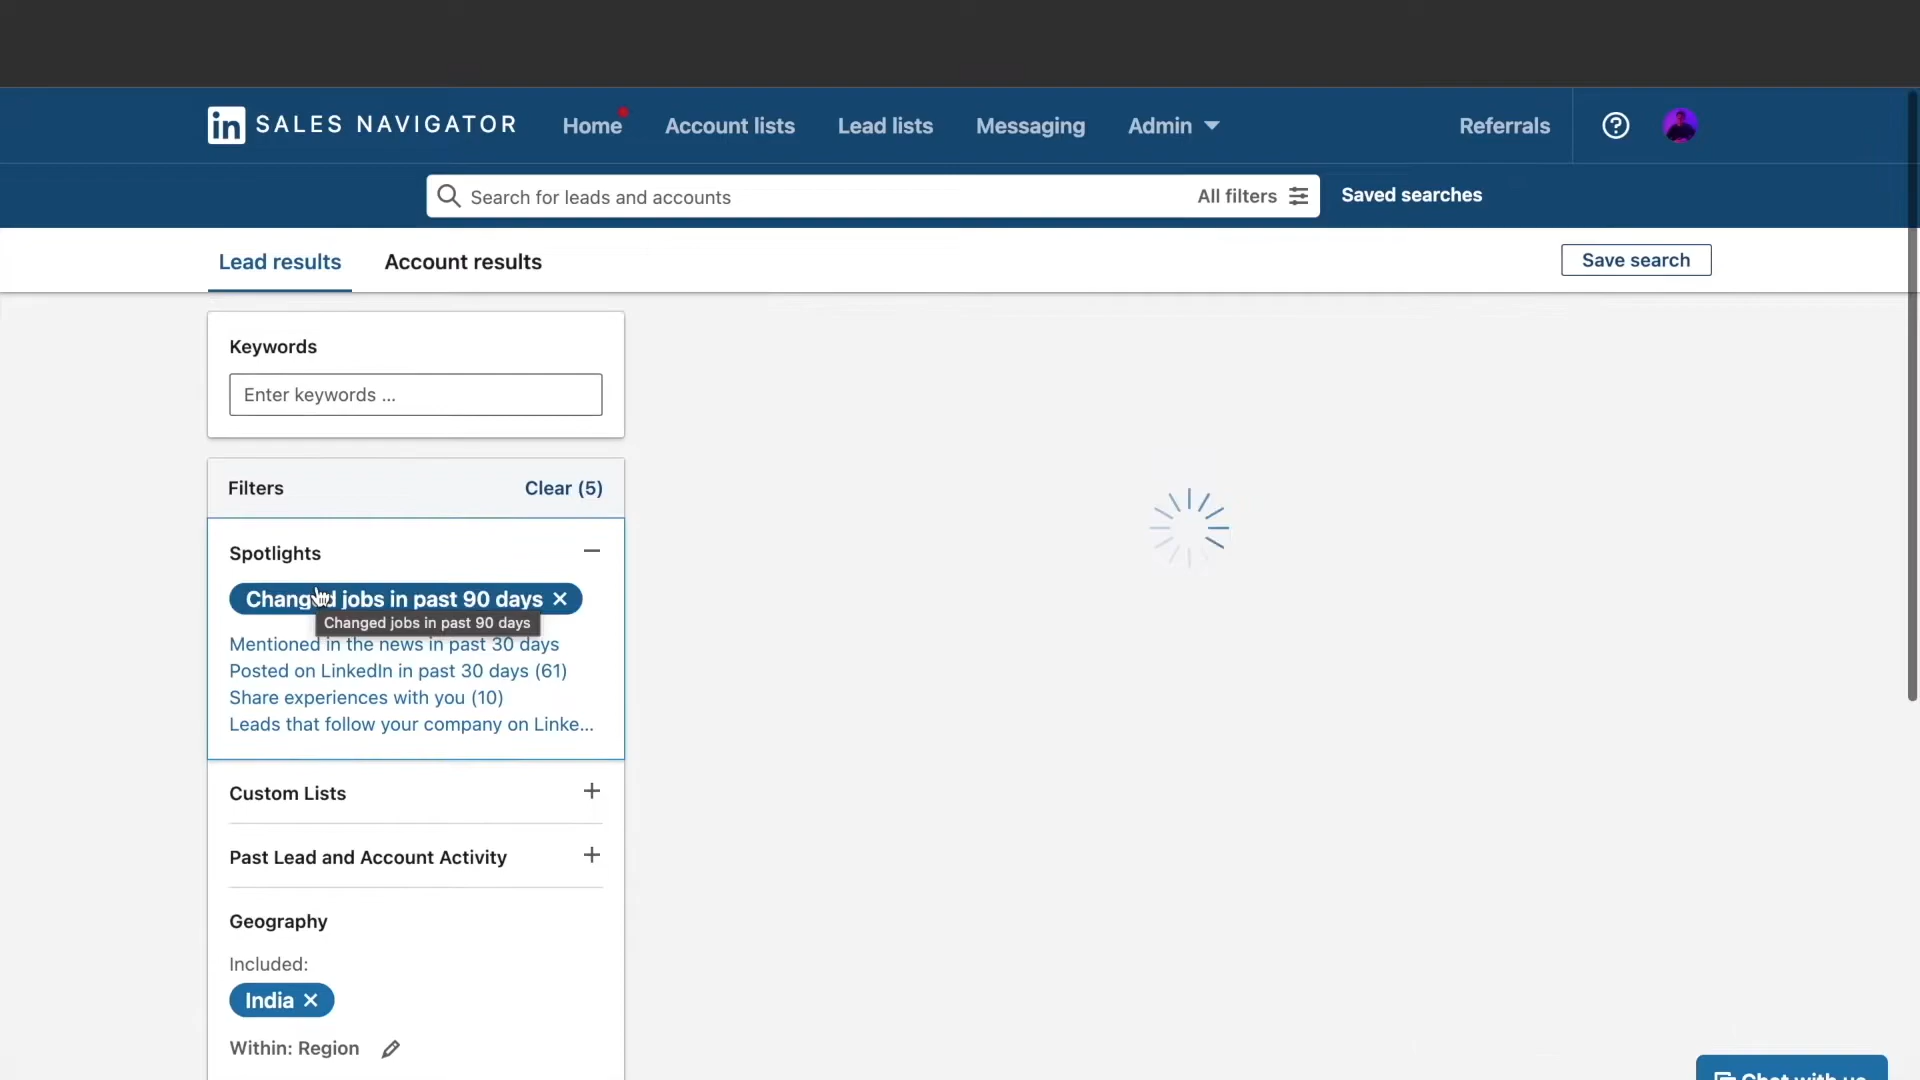 in SALES NAVIGATOR Home Account lists Lead lists Messaging Admin Referrals
Search for leads and accounts All filters Saved searches
Lead results Account results Save search
Keywords
Enter keywords ...
Filters Clear (5)
Spotlights
Changed jobs in past 90 days
Changed jobs in past 90 days
Mentioned in the news in past 30 days
Posted on LinkedIn in past 30 days (61)
Share experiences with you (10)
Leads that follow your company on Linke...
Custom Lists
Past Lead and Account Activity
Geography
Included:
India
Within: Region
Chat with us